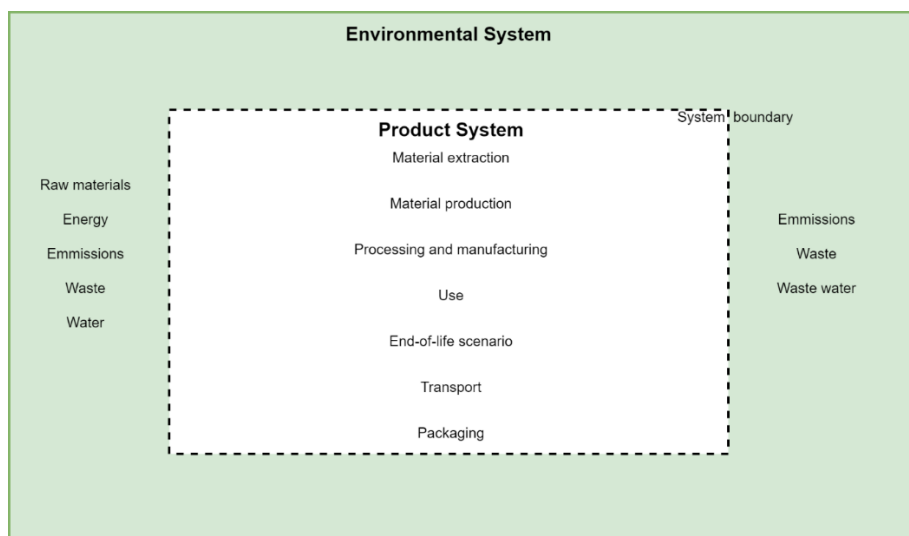 Environmental System
System boundary
Product System
Material extraction
Material production
Processing and manufacturing
Use
End-of-life scenario
Transport
Packaging
Raw materials
Energy
Emmissions
Waste
Water
Emmissions
Waste
Waste water